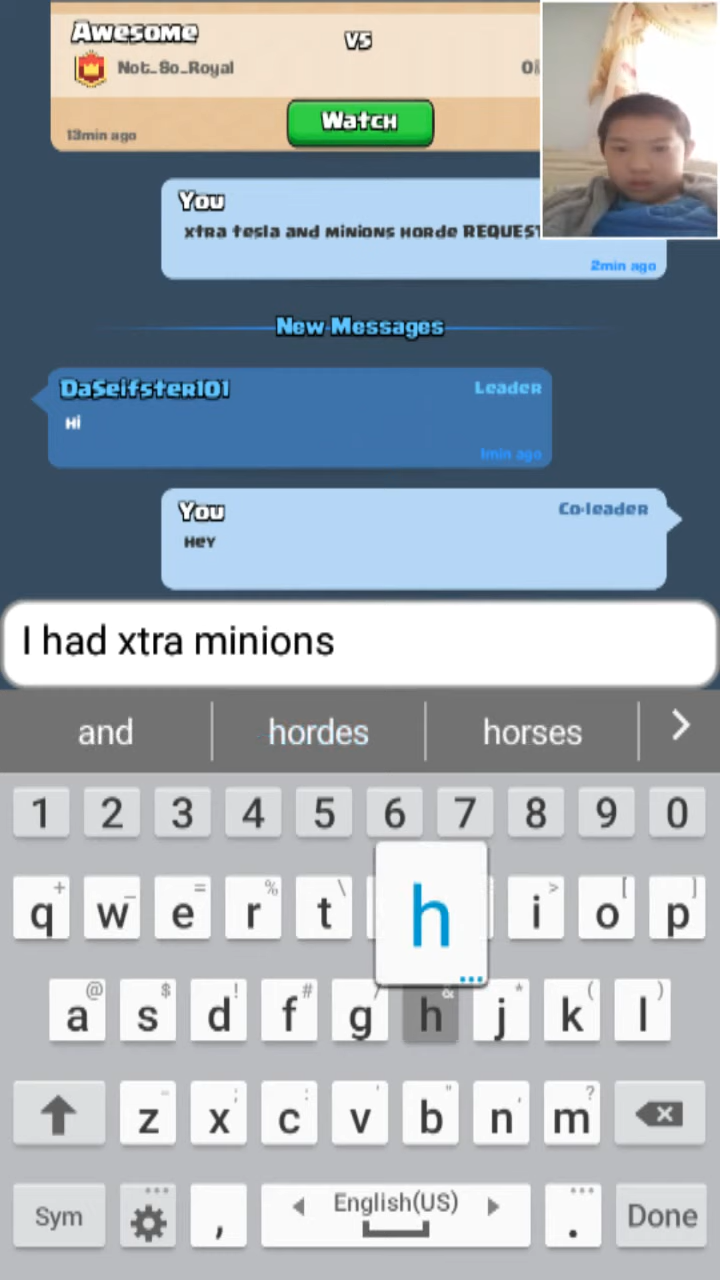 Awesome
VS
Not_So_Royal
13min ago
Watch
You
xtra tesla and minions horde REQUEST
2min ago
New Messages
DaSeifster101
Leader
Hi
1min ago
You
Co-leader
Hey
I had xtra minions
and hordes horses >
1 2 3 4 5 6 7 8 9 0
q + w _ e = r % t \ h i > o [ p ]
a @ s $ d ! f # g / h & j * k ( l )
z - x ; c : v ' b " n , m ?
Sym , English(US) . Done